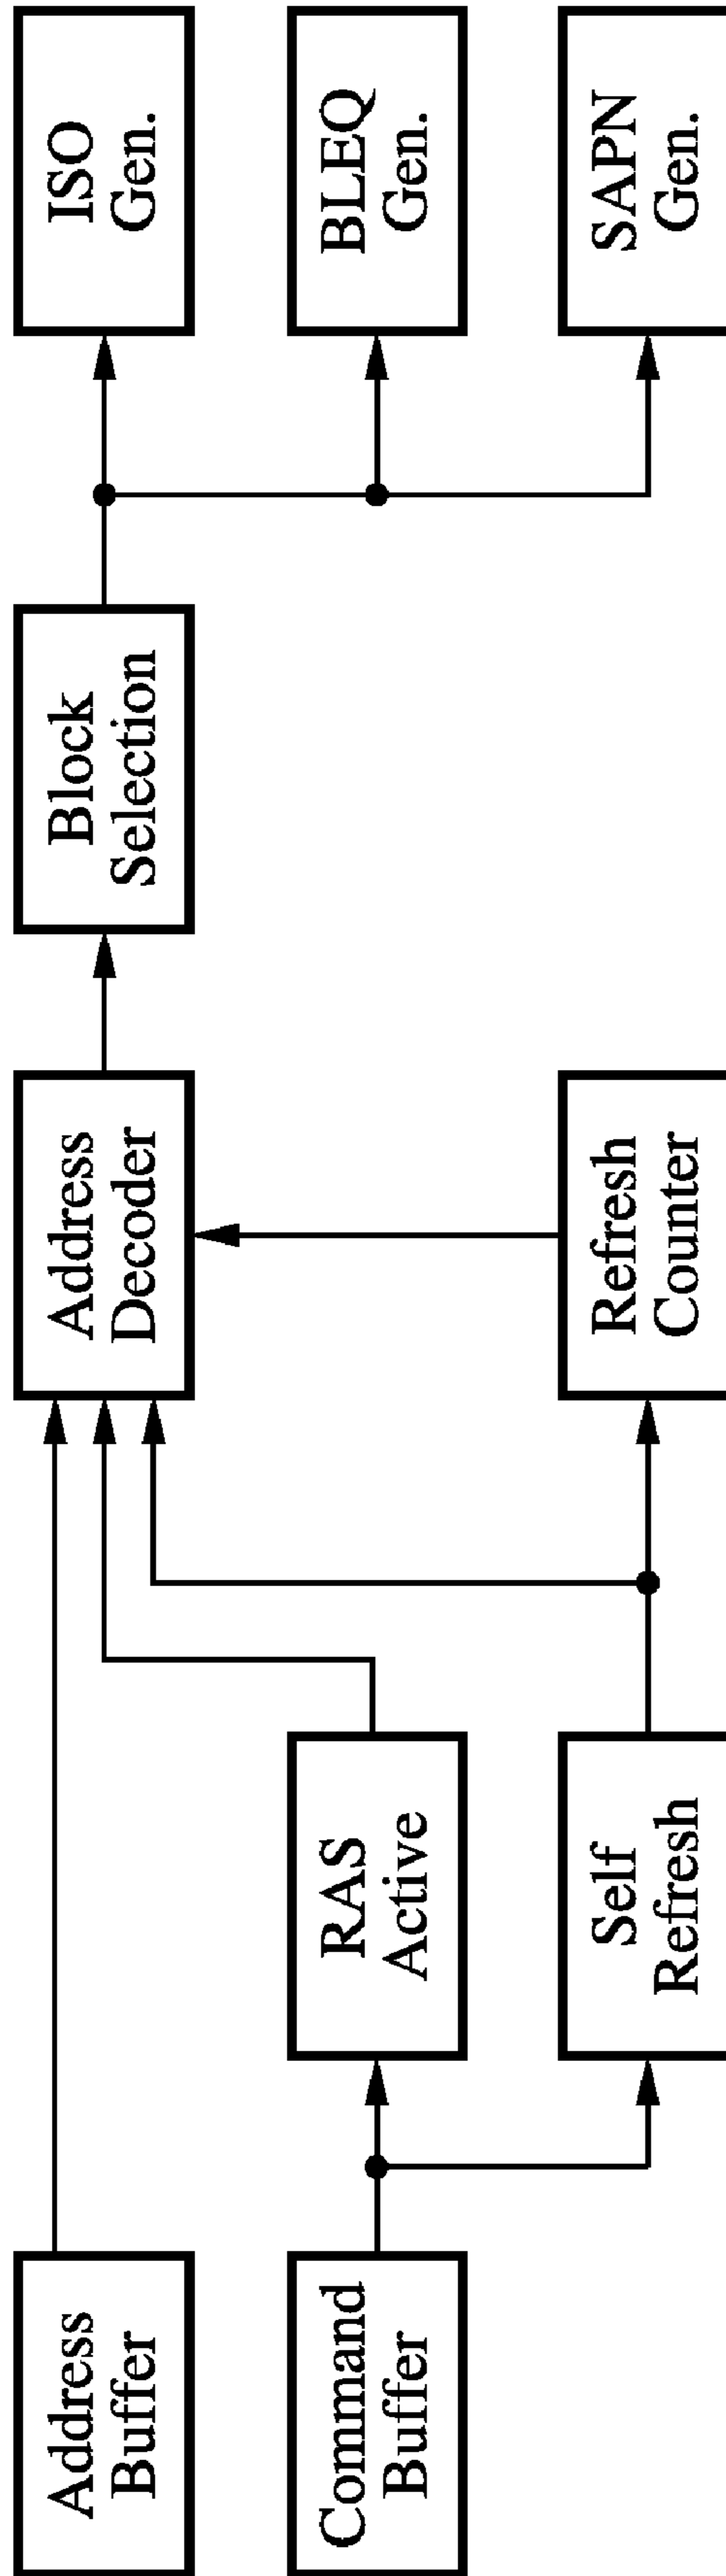 Address
Buffer
Command
Buffer
RAS
Active
Self
Refresh
Address
Decoder
Refresh
Counter
Block
Selection
ISO
Gen.
BLEQ
Gen.
SAPN
Gen.